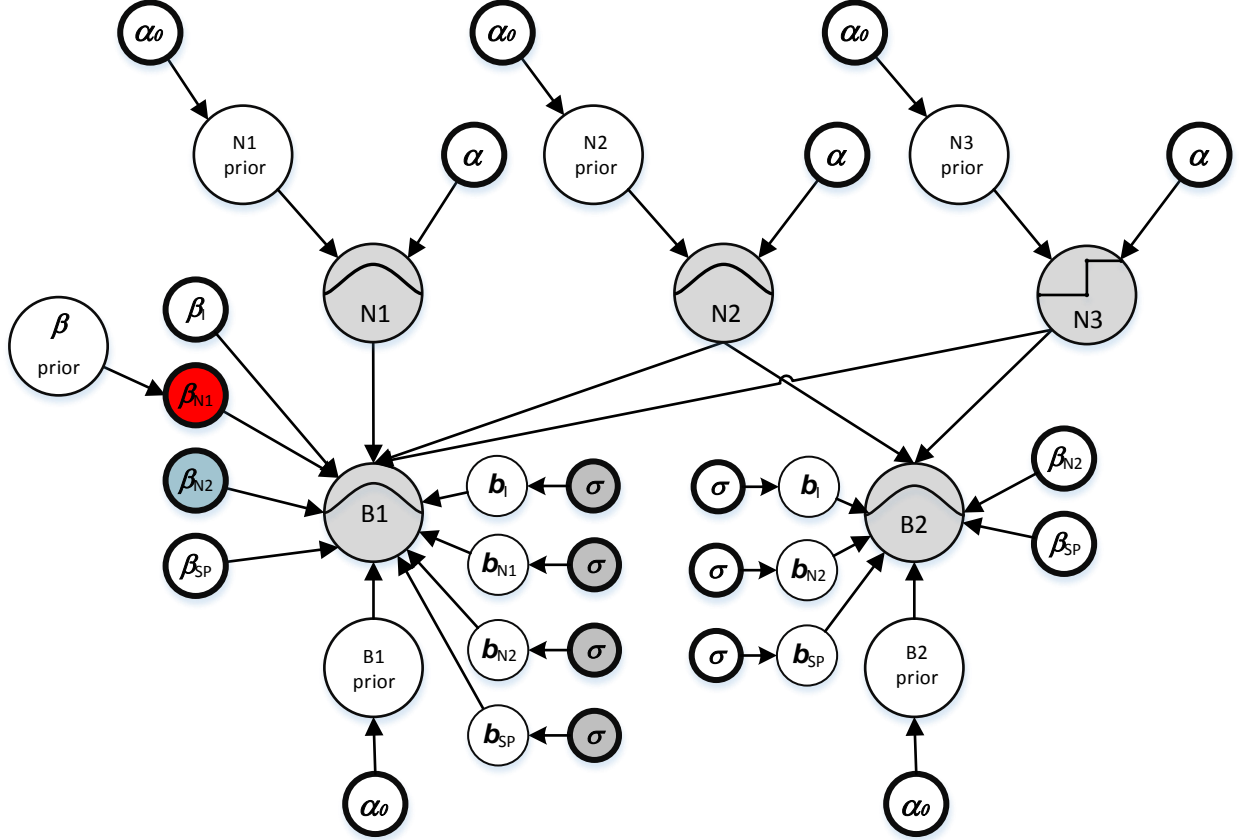 α₀
α₀
α₀
N1
prior
α
N2
prior
α
N3
prior
α
N1
N2
N3
β
prior
βI
βN1
βN2
βSP
B1
bI
σ
bN1
σ
bN2
σ
bSP
σ
B1
prior
α₀
σ
bI
σ
bN2
σ
bSP
B2
βN2
βSP
B2
prior
α₀